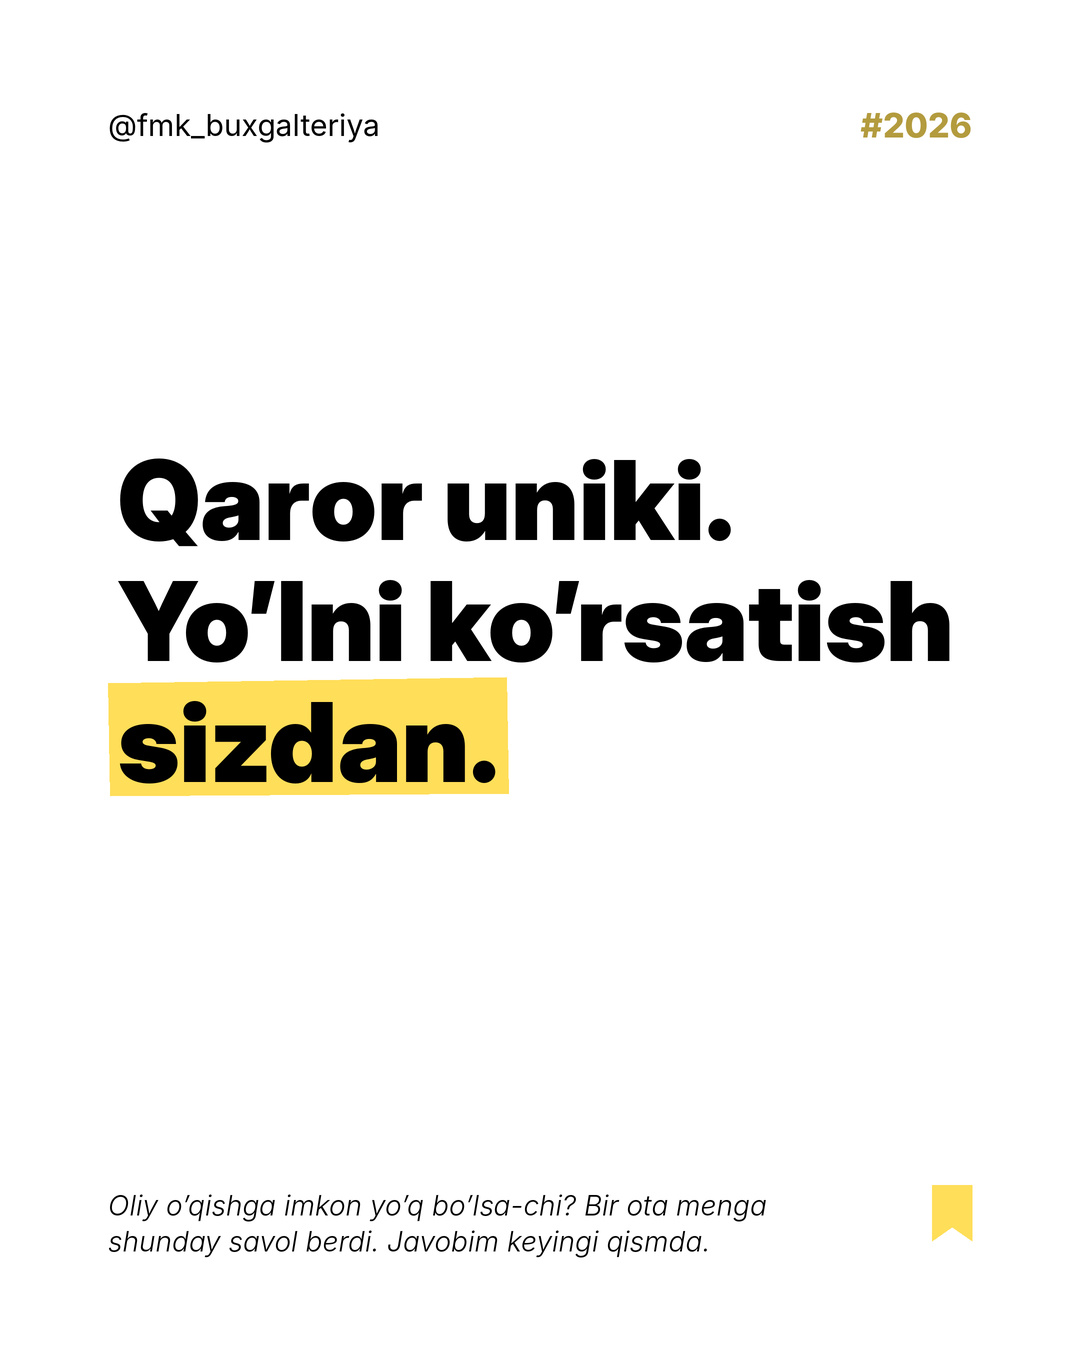 @fmk_buxgalteriya
#2026
Qaror uniki.
Yo’lni ko’rsatish
sizdan.
Oliy o’qishga imkon yo’q bo’lsa-chi? Bir ota menga
shunday savol berdi. Javobim keyingi qismda.